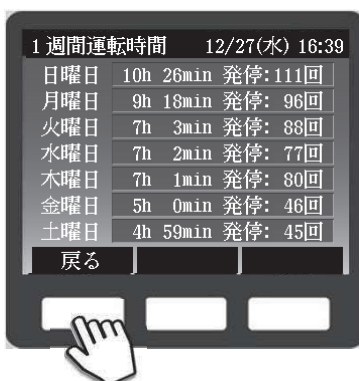 1週間運転時間 12/27(水) 16:39
日曜日 10h 26min 発停:111回
月曜日 9h 18min 発停: 96回
火曜日 7h 3min 発停: 88回
水曜日 7h 2min 発停: 77回
木曜日 7h 1min 発停: 80回
金曜日 5h 0min 発停: 46回
土曜日 4h 59min 発停: 45回
戻る